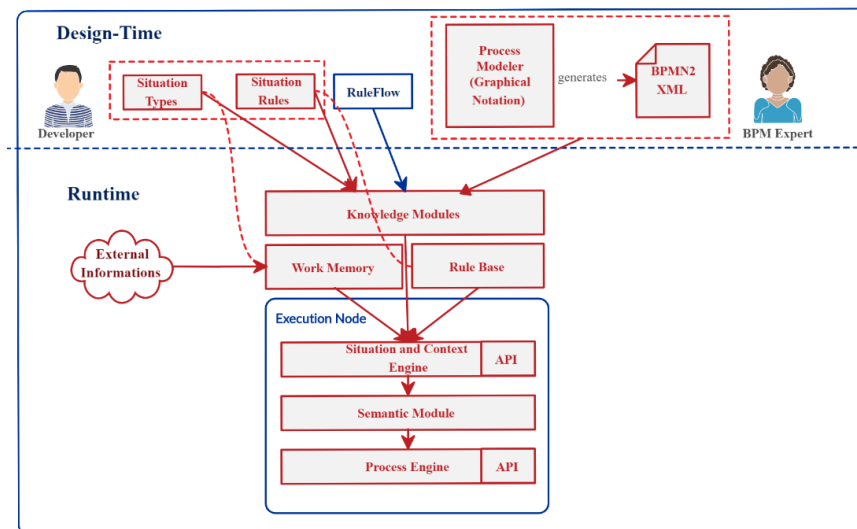 Design-Time
Situation
Types
Situation
Rules
RuleFlow
Process
Modeler
(Graphical
Notation)
generates
BPMN2
XML
Developer
BPM Expert
Runtime
Knowledge Modules
External
Informations
Work Memory
Rule Base
Execution Node
Situation and Context
Engine
API
Semantic Module
Process Engine
API